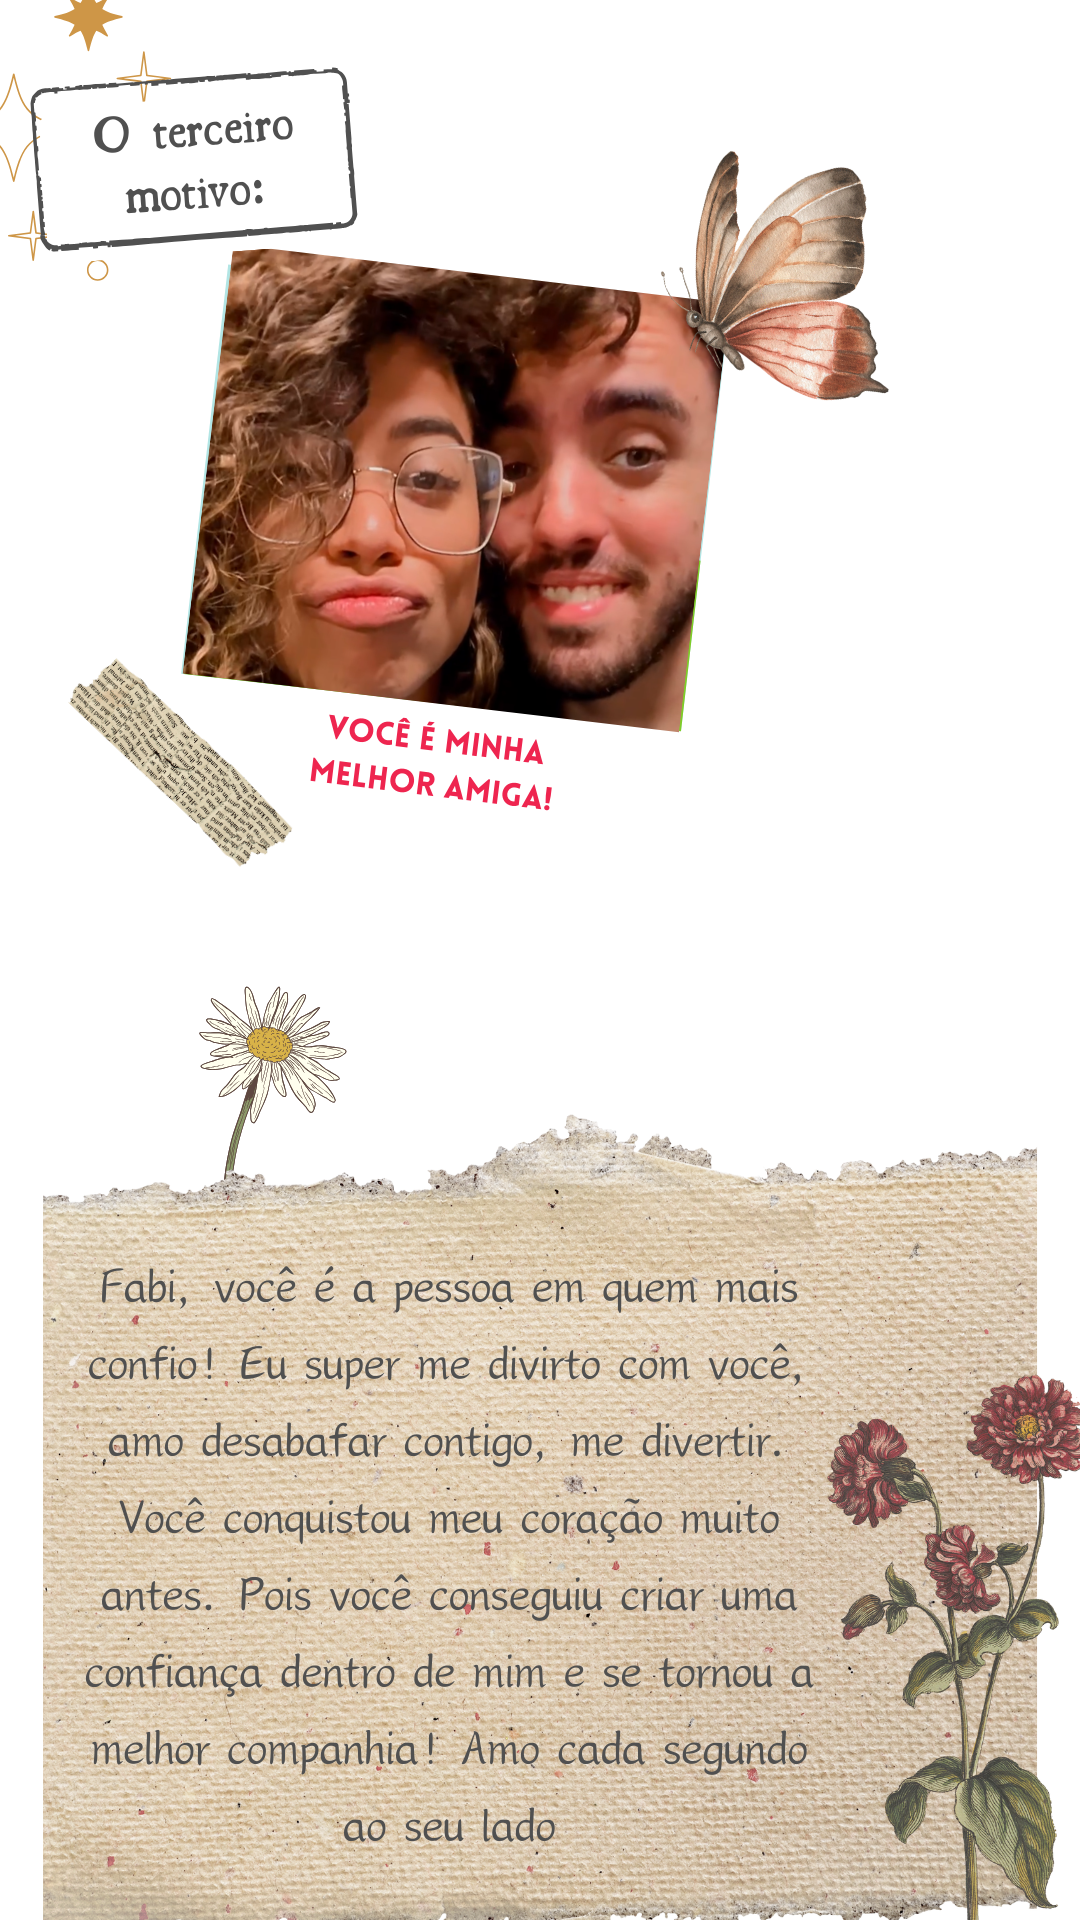 O terceiro
motivo:
VOCÊ É MINHA
MELHOR AMIGA!
Fabi, você é a pessoa em quem mais
confio! Eu super me divirto com você,
amo desabafar contigo, me divertir.
Você conquistou meu coração muito
antes. Pois você conseguiu criar uma
confiança dentro de mim e se tornou a
melhor companhia! Amo cada segundo
ao seu lado